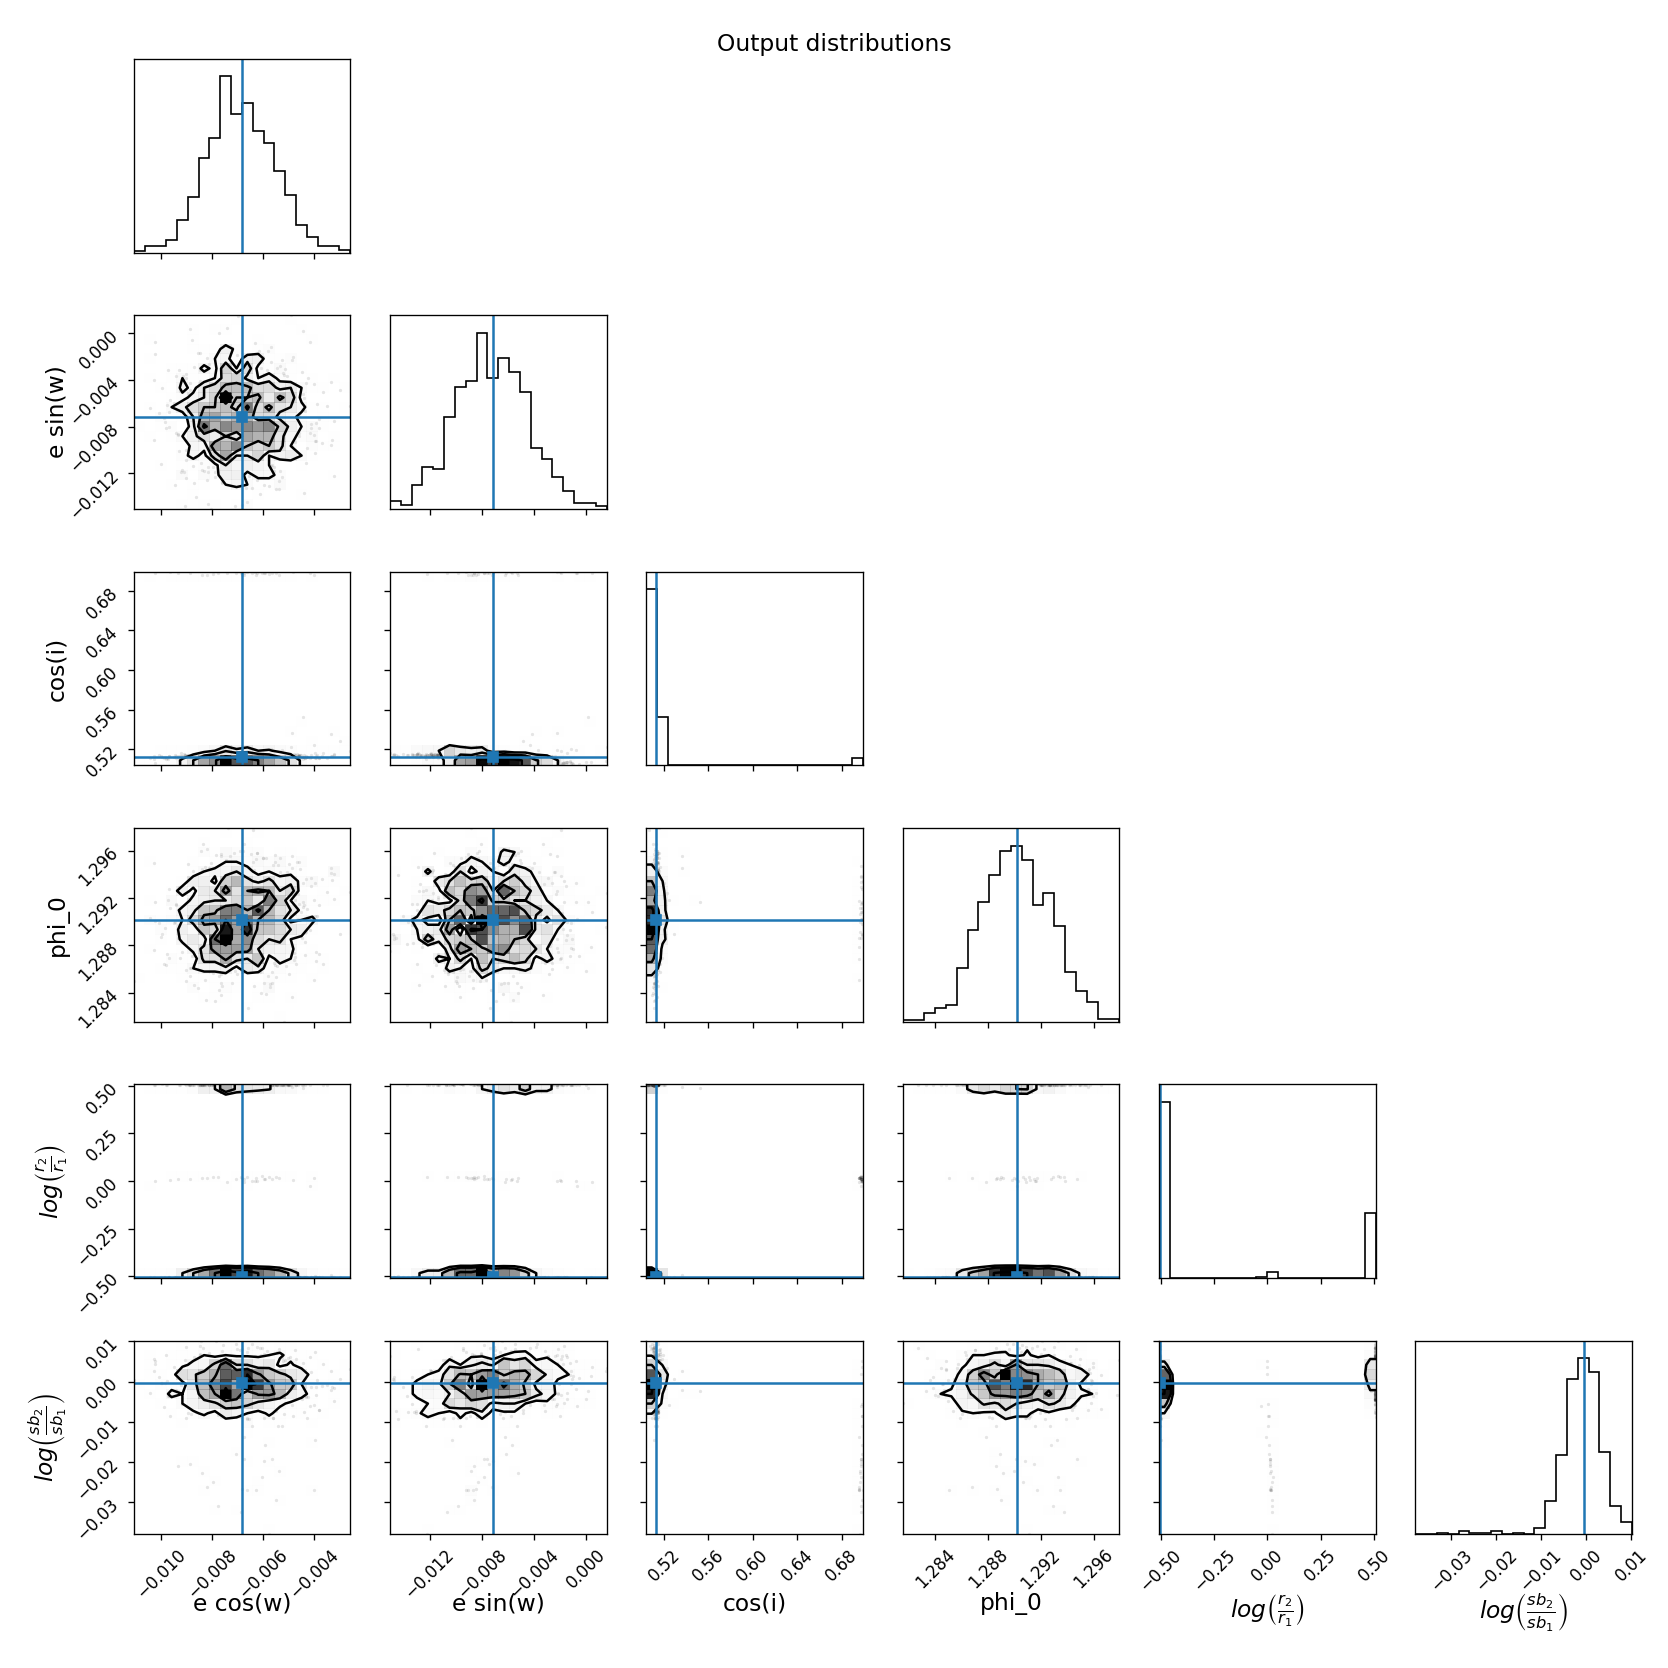 Output distributions
0.000
−0.004
−0.008
−0.012
e sin(w)
0.68
0.64
0.60
0.56
0.52
cos(i)
1.296
1.292
1.288
1.284
phi_0
0.50
0.25
0.00
−0.25
−0.50
log(r2/r1)
0.01
0.00
−0.01
−0.02
−0.03
log(sb2/sb1)
−0.010 −0.008 −0.006 −0.004 −0.012 −0.008 −0.004 0.000 0.52 0.56 0.60 0.64 0.68 1.284 1.288 1.292 1.296 −0.50 −0.25 0.00 0.25 0.50 −0.03 −0.02 −0.01 0.00 0.01
e cos(w) e sin(w) cos(i) phi_0 log(r2/r1) log(sb2/sb1)